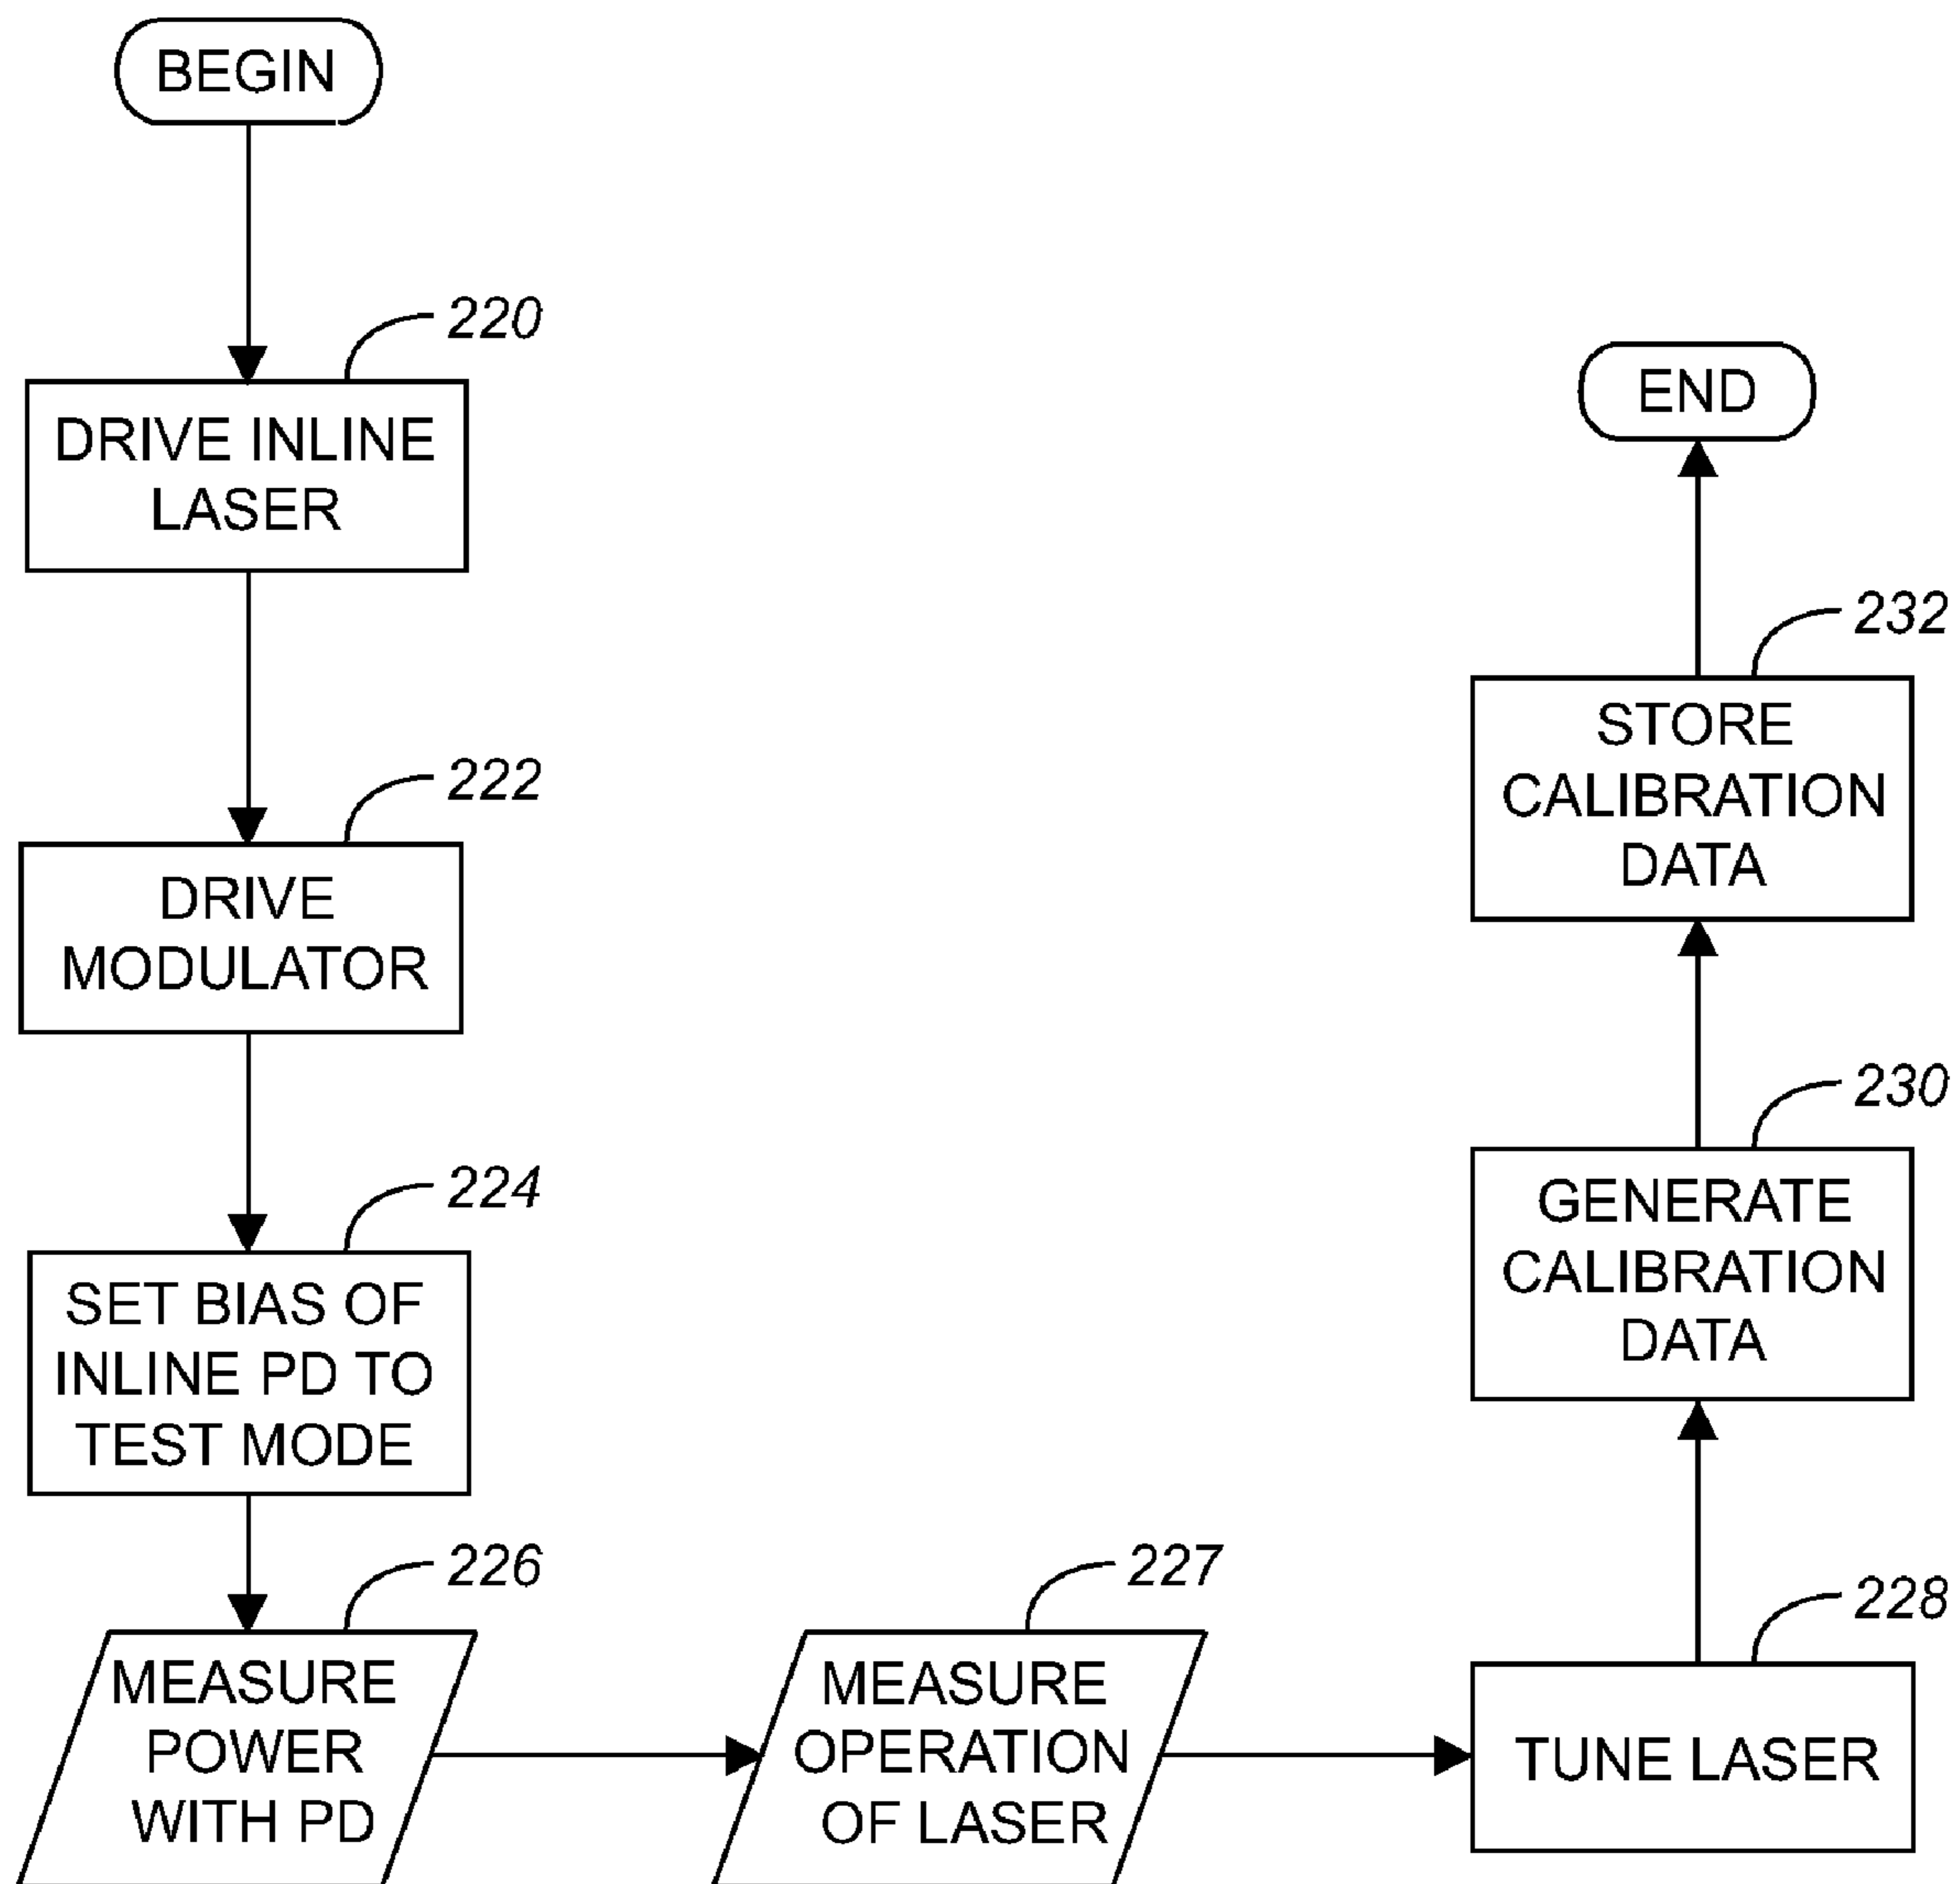 BEGIN
220
DRIVE INLINE
LASER
222
DRIVE
MODULATOR
224
SET BIAS OF
INLINE PD TO
TEST MODE
226
MEASURE
POWER
WITH PD
227
MEASURE
OPERATION
OF LASER
228
TUNE LASER
230
GENERATE
CALIBRATION
DATA
232
STORE
CALIBRATION
DATA
END